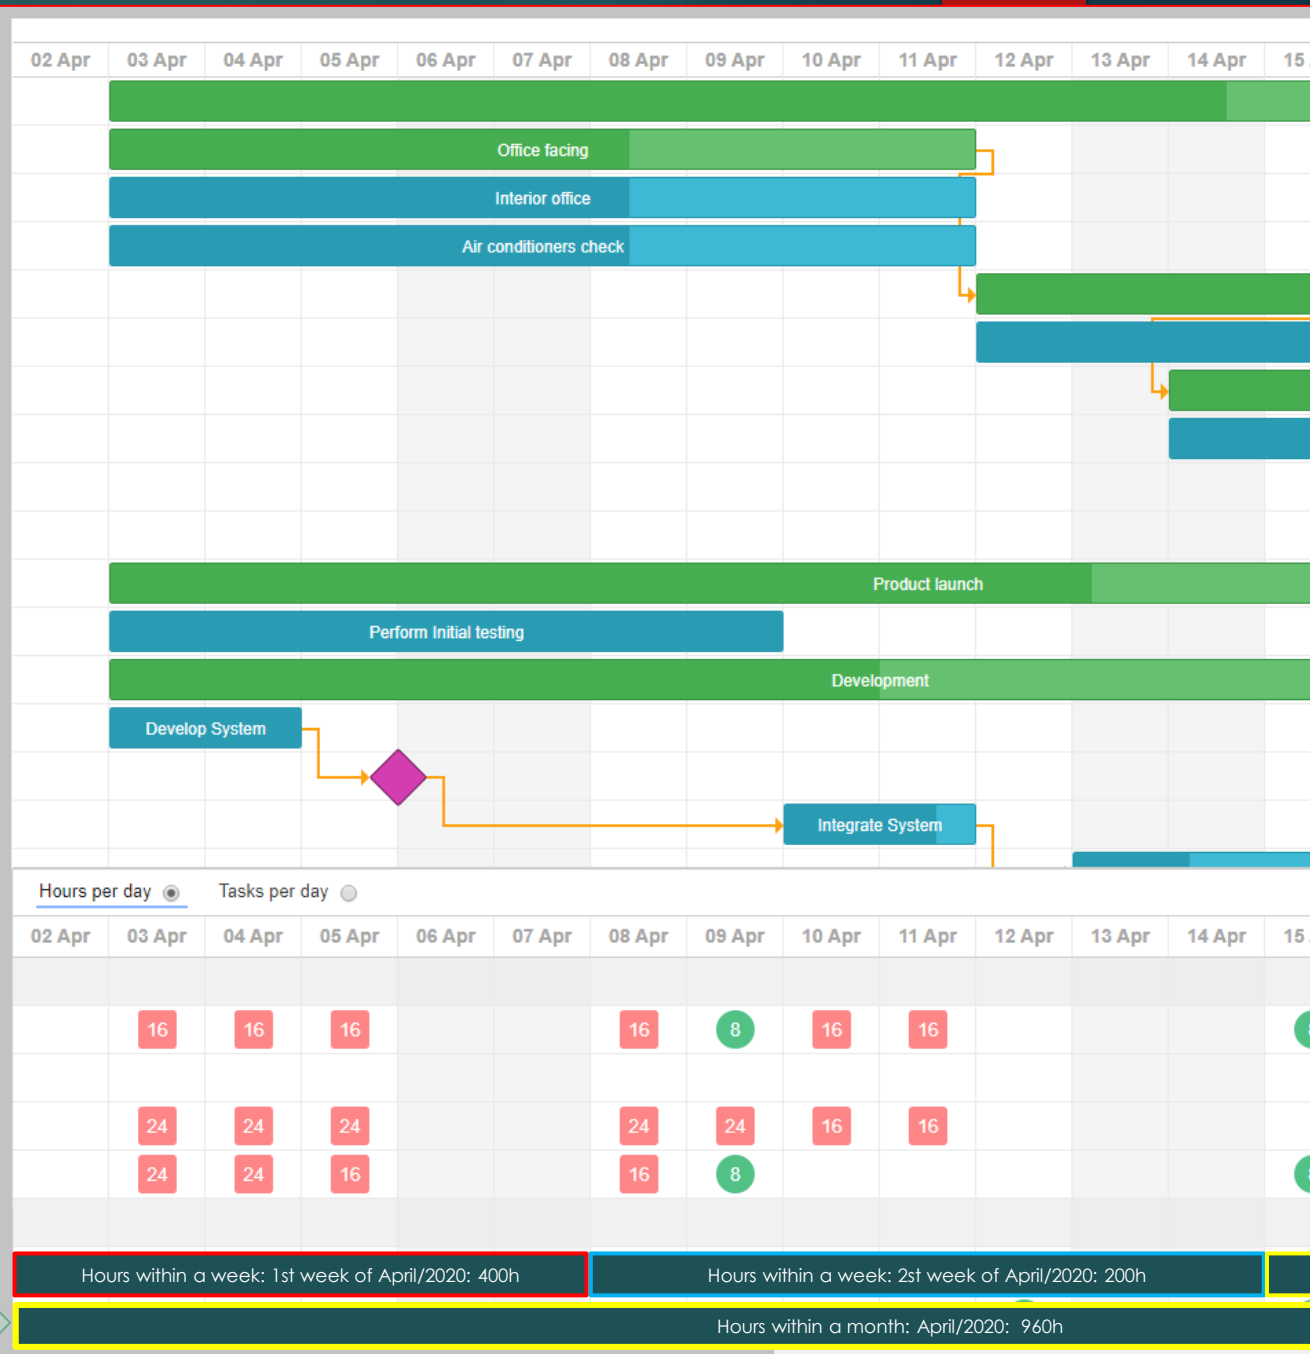 02 Apr 03 Apr 04 Apr 05 Apr 06 Apr 07 Apr 08 Apr 09 Apr 10 Apr 11 Apr 12 Apr 13 Apr 14 Apr 15
Office facing
Interior office
Air conditioners check
Product launch
Perform Initial testing
Development
Develop System
Integrate System
Hours per day Tasks per day
02 Apr 03 Apr 04 Apr 05 Apr 06 Apr 07 Apr 08 Apr 09 Apr 10 Apr 11 Apr 12 Apr 13 Apr 14 Apr 15
16 16 16 16 8 16 16
24 24 24 24 24 16 16
24 24 16 16 8
Hours within a week: 1st week of April/2020: 400h Hours within a week: 2st week of April/2020: 200h
Hours within a month: April/2020: 960h